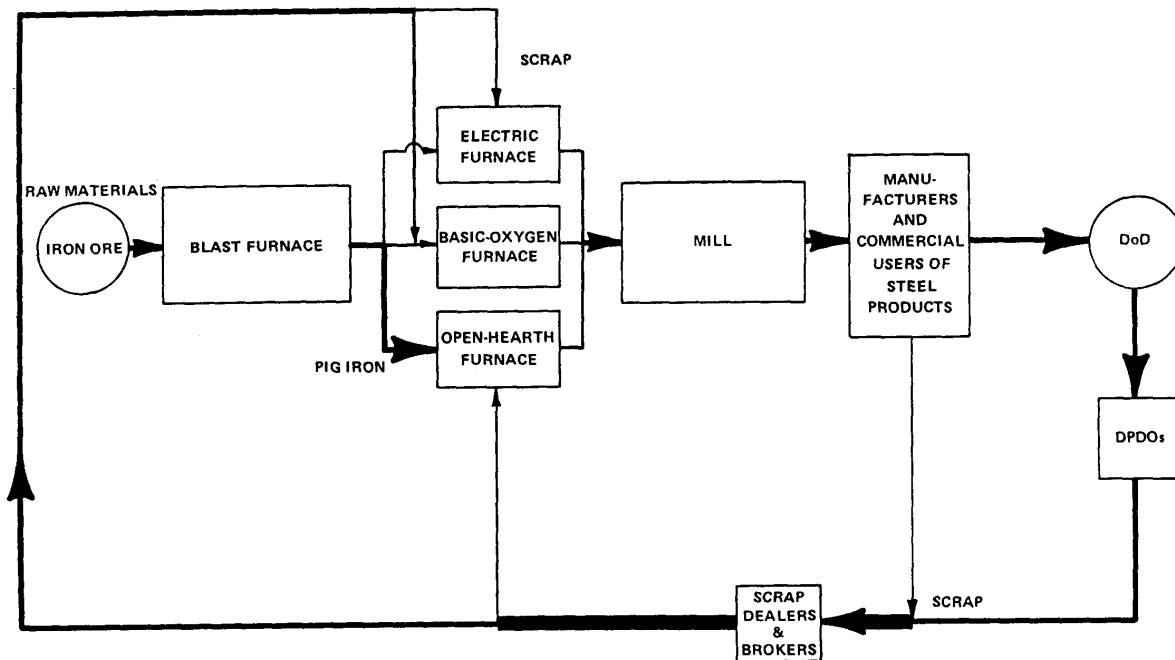 SCRAP
ELECTRIC
FURNACE
RAW MATERIALS
IRON ORE
BLAST FURNACE
BASIC-OXYGEN
FURNACE
OPEN-HEARTH
FURNACE
PIG IRON
MILL
MANU-
FACTURERS
AND
COMMERCIAL
USERS OF
STEEL
PRODUCTS
DoD
DPDOs
SCRAP
SCRAP
DEALERS
&
BROKERS